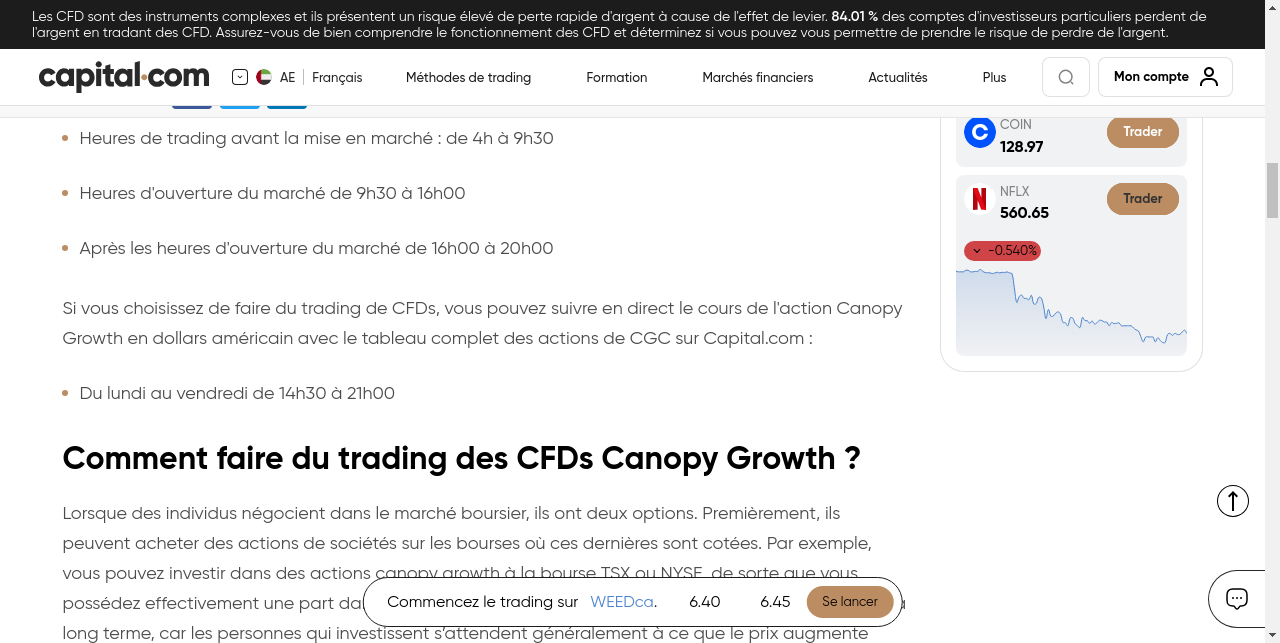 Les CFD sont des instruments complexes et ils présentent un risque élevé de perte rapide d'argent à cause de l'effet de levier. 84.01 % des comptes d'investisseurs particuliers perdent de
l'argent en tradant des CFD. Assurez-vous de bien comprendre le fonctionnement des CFD et déterminez si vous pouvez vous permettre de prendre le risque de perdre de l'argent.
capital.com
AE
Français
Méthodes de trading
Formation
Marchés financiers
Actualités
Plus
Mon compte
Heures de trading avant la mise en marché : de 4h à 9h30
Heures d'ouverture du marché de 9h30 à 16h00
Après les heures d'ouverture du marché de 16h00 à 20h00
Si vous choisissez de faire du trading de CFDs, vous pouvez suivre en direct le cours de l'action Canopy
Growth en dollars américain avec le tableau complet des actions de CGC sur Capital.com :
Du lundi au vendredi de 14h30 à 21h00
Comment faire du trading des CFDs Canopy Growth ?
Lorsque des individus négocient dans le marché boursier, ils ont deux options. Premièrement, ils
peuvent acheter des actions de sociétés sur les bourses où ces dernières sont cotées. Par exemple,
vous pouvez investir dans des actions canopy growth à la bourse TSX ou NYSE, de sorte que vous
possédez effectivement une part da
long terme, car les personnes qui investissent s'attendent généralement à ce que le prix augmente
COIN
128.97
Trader
NFLX
560.65
Trader
-0.540%
Commencez le trading sur WEEDca.
6.40
6.45
Se lancer